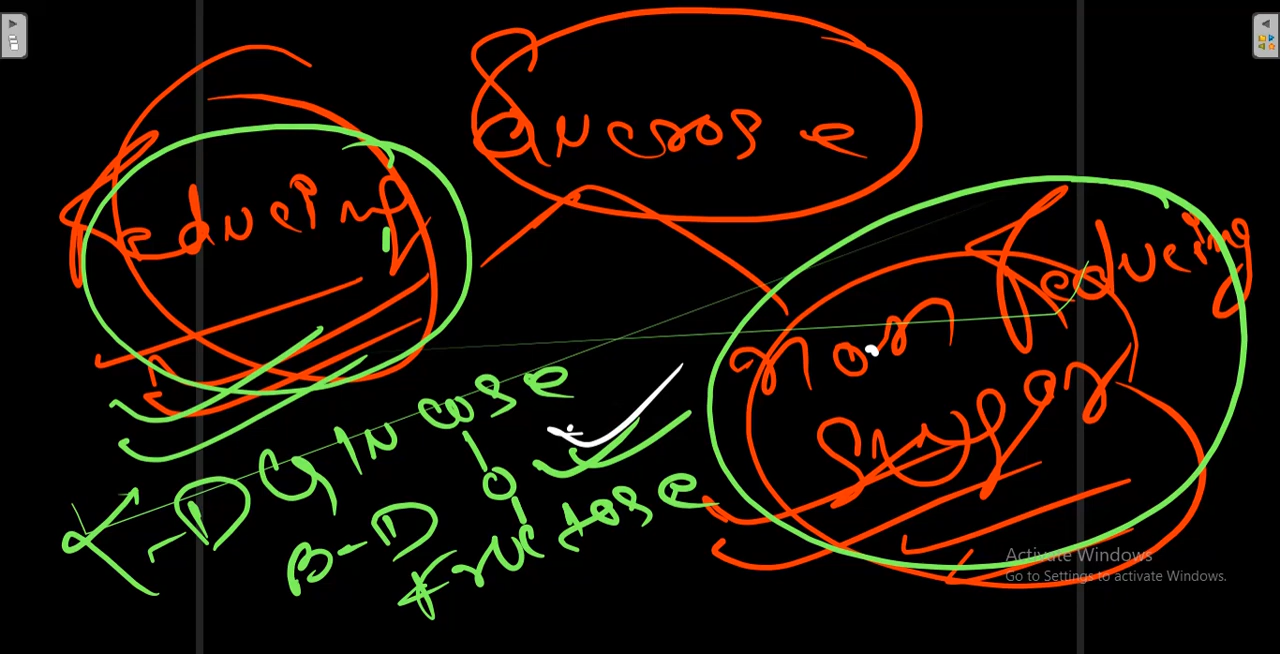 Sucrose
Reducing
non Reducing
Sugar
α-D Glucose
O
β-D
Fructose
Activate Windows
Go to Settings to activate Windows.